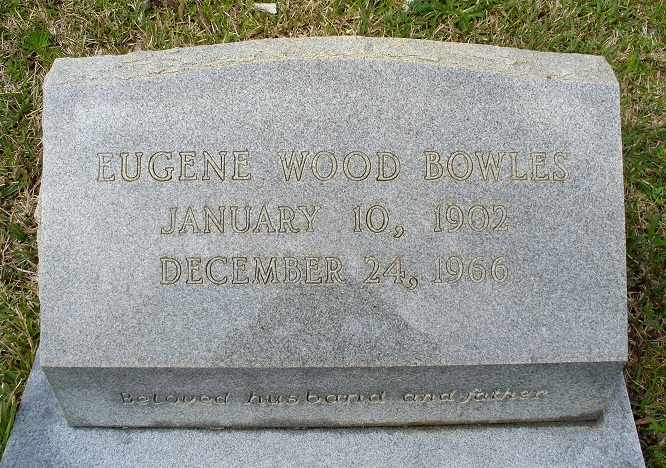 EUGENE WOOD BOWLES
JANUARY 10, 1902
DECEMBER 24, 1966
Beloved husband and father